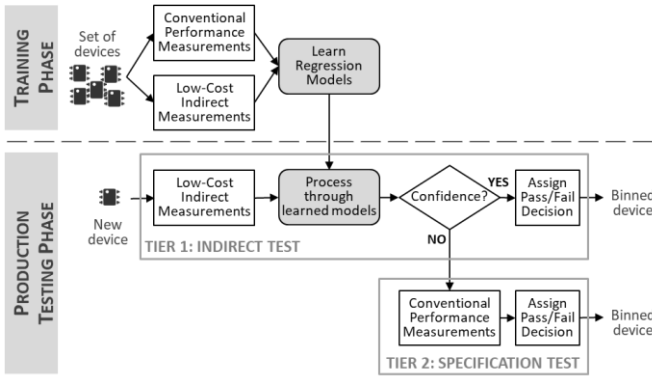 TRAINING
PHASE
Set of
devices
Conventional
Performance
Measurements
Low-Cost
Indirect
Measurements
Learn
Regression
Models
PRODUCTION
TESTING PHASE
New
device
Low-Cost
Indirect
Measurements
Process
through
learned models
Confidence?
YES
Assign
Pass/Fail
Decision
Binned
device
TIER 1: INDIRECT TEST
NO
Conventional
Performance
Measurements
Assign
Pass/Fail
Decision
Binned
device
TIER 2: SPECIFICATION TEST